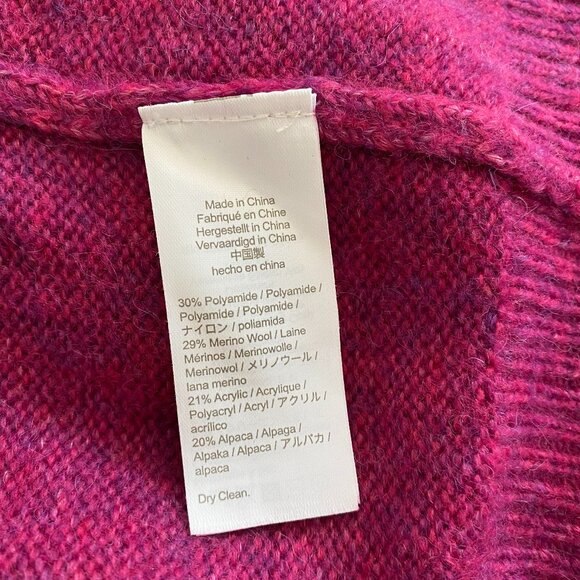 Made in China
Fabriqué en Chine
Hergestellt in China
Vervaardigd in China
中国製
hecho en china
30% Polyamide / Polyamide /
Polyamide / Polyamide /
ナイロン / poliamida
29% Merino Wool / Laine
Mérinos / Merinowolle /
Merinowol / メリノウール /
lana merino
21% Acrylic / Acrylique /
Polyacryl / Acryl / アクリル /
acrílico
20% Alpaca / Alpaga /
Alpaka / Alpaca / アルパカ /
alpaca
Dry Clean.